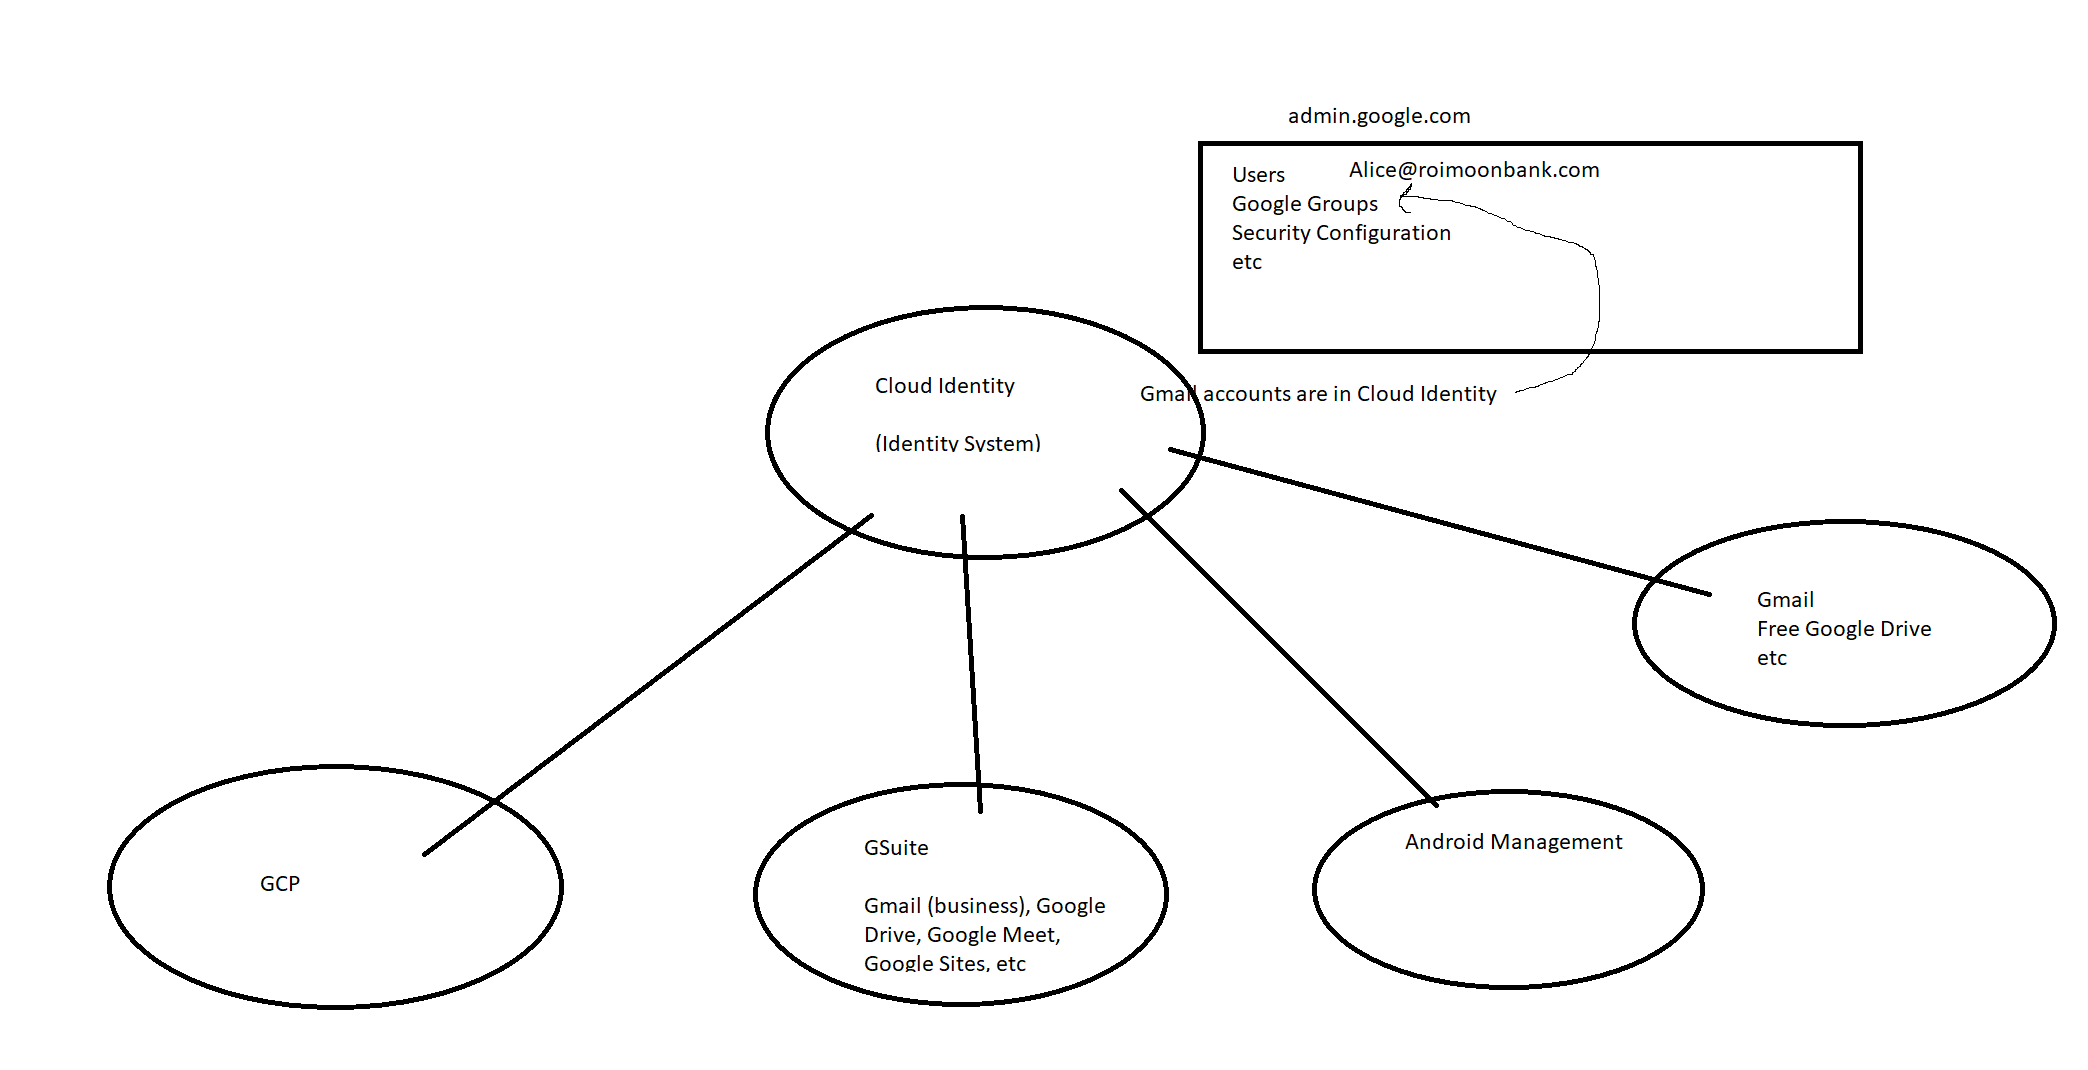 admin.google.com
Users
Alice@roimoonbank.com
Google Groups
Security Configuration
etc
Cloud Identity
(Identity System)
Gmail accounts are in Cloud Identity
Gmail
Free Google Drive
etc
GCP
GSuite
Gmail (business), Google
Drive, Google Meet,
Google Sites, etc
Android Management